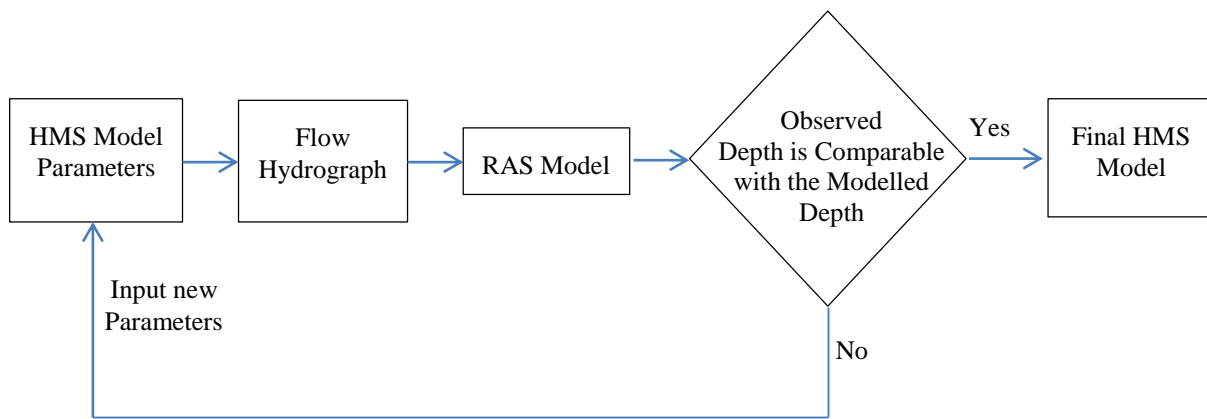 HMS Model
Parameters
Flow
Hydrograph
RAS Model
Observed
Depth is Comparable
with the Modelled
Depth
Yes
Final HMS
Model
Input new
Parameters
No